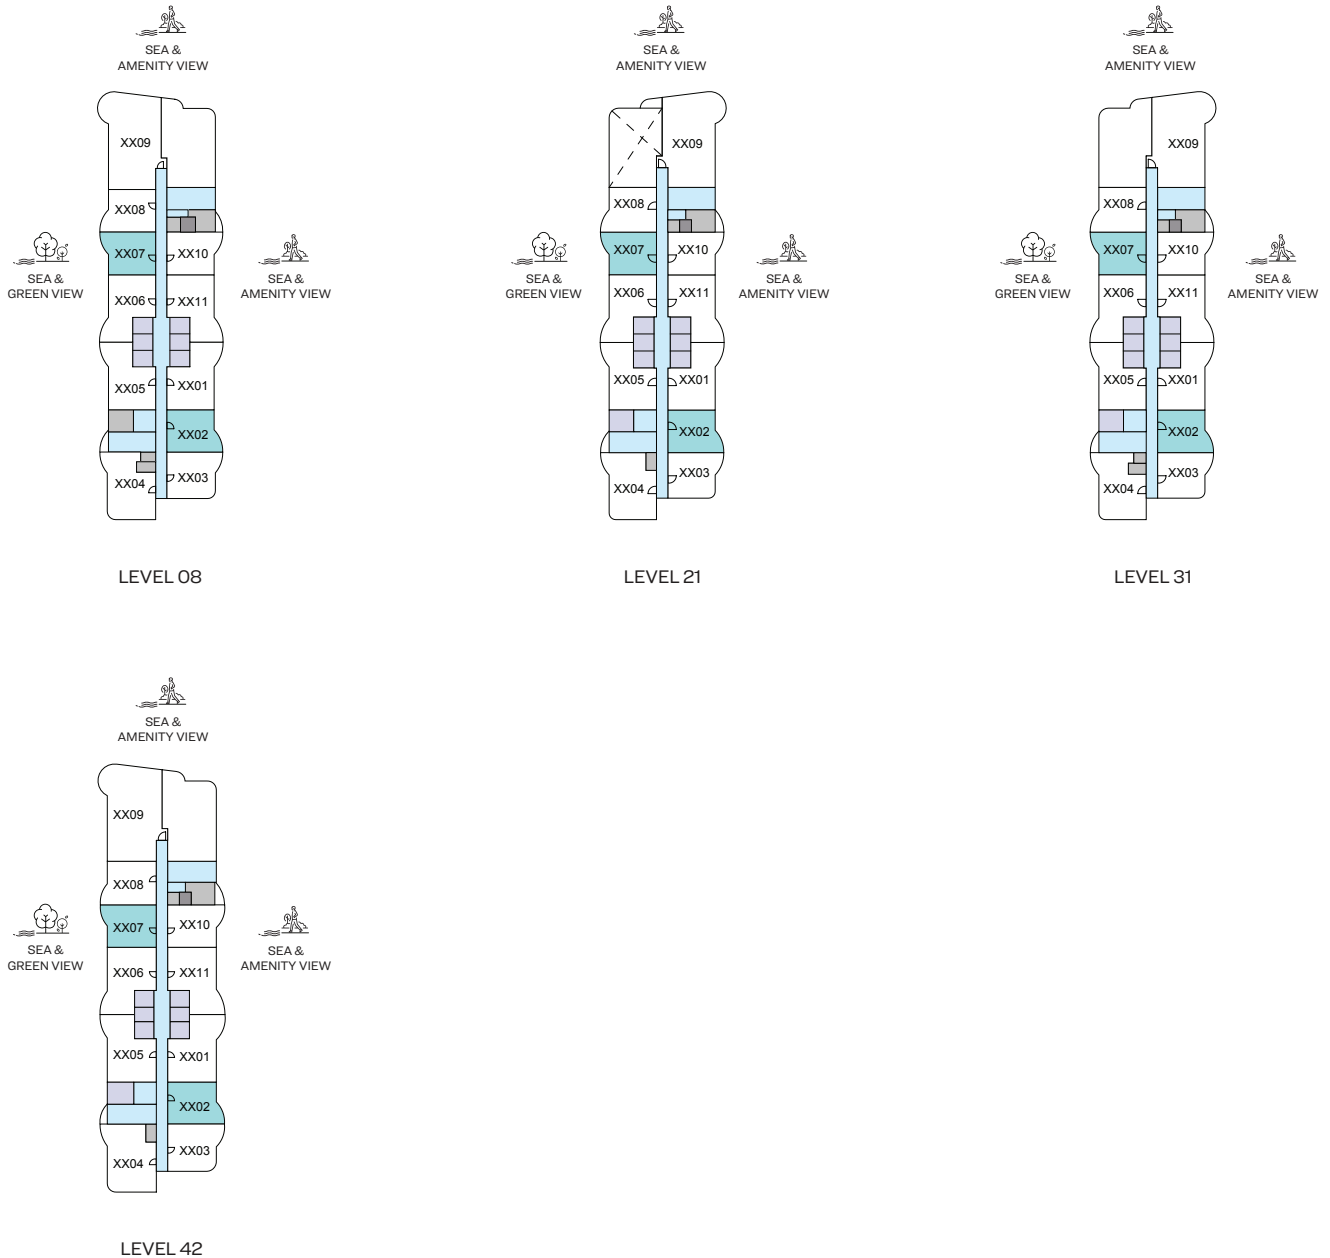 SEA &
AMENITY VIEW
XX09
XX08
XX07
XX10
SEA &
GREEN VIEW
SEA &
AMENITY VIEW
XX06
XX11
XX05
XX01
XX02
XX04
XX03
LEVEL 08
SEA &
AMENITY VIEW
XX09
XX08
XX07
XX10
SEA &
GREEN VIEW
SEA &
AMENITY VIEW
XX06
XX11
XX05
XX01
XX02
XX04
XX03
LEVEL 21
SEA &
AMENITY VIEW
XX09
XX08
XX07
XX10
SEA &
GREEN VIEW
SEA &
AMENITY VIEW
XX06
XX11
XX05
XX01
XX02
XX04
XX03
LEVEL 31
SEA &
AMENITY VIEW
XX09
XX08
XX07
XX10
SEA &
GREEN VIEW
SEA &
AMENITY VIEW
XX06
XX11
XX05
XX01
XX02
XX04
XX03
LEVEL 42